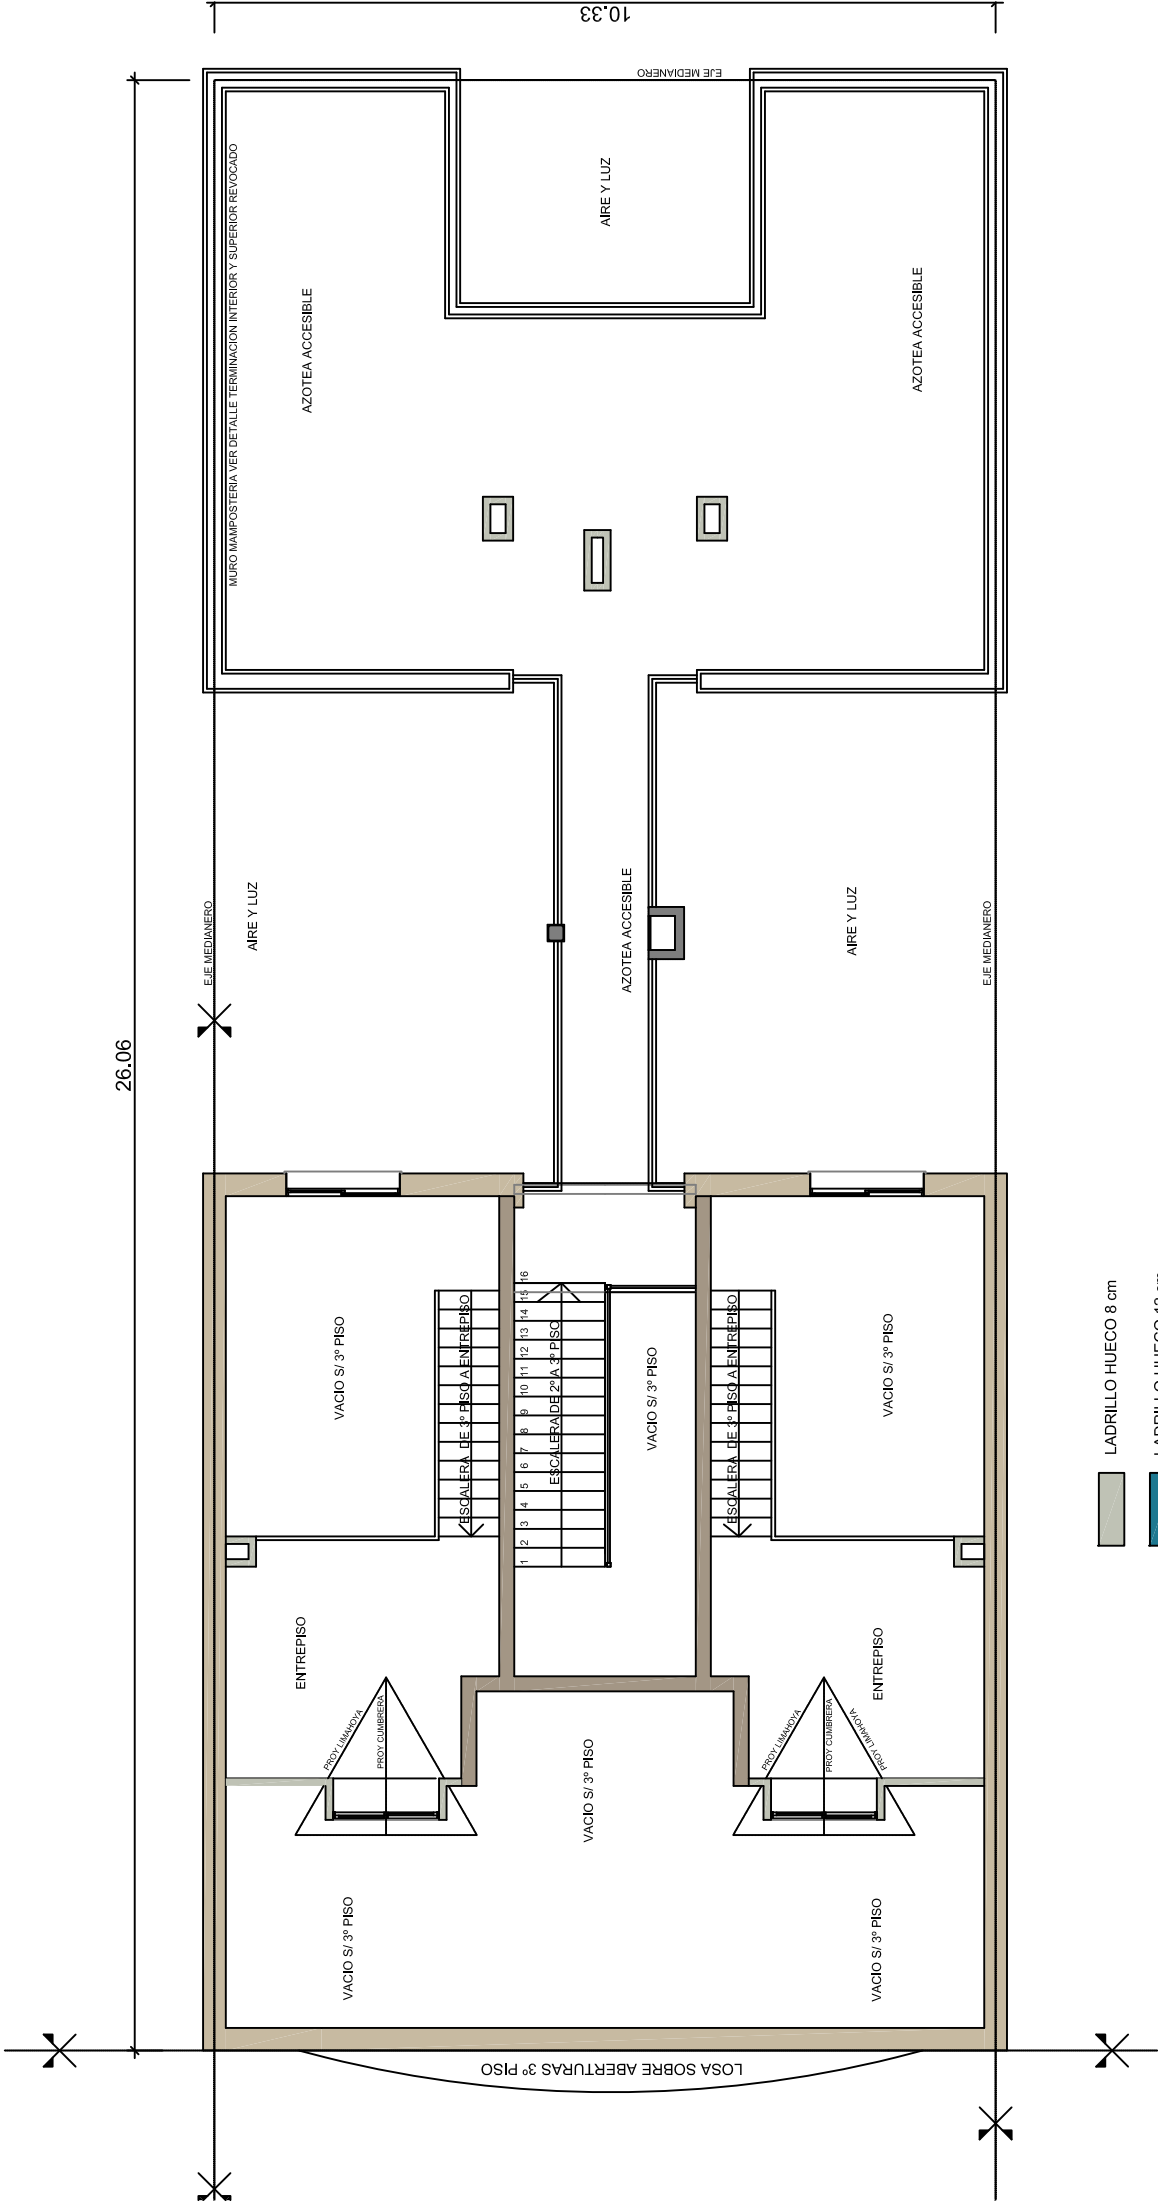 10.33
EJE MEDIANERO
MURO MAMPOSTERIA VER DETALLE TERMINACION INTERIOR Y SUPERIOR REVOCADO
AIRE Y LUZ
AZOTEA ACCESIBLE
AZOTEA ACCESIBLE
26.06
EJE MEDIANERO
AIRE Y LUZ
AZOTEA ACCESIBLE
AIRE Y LUZ
EJE MEDIANERO
VACIO S/ 3º PISO
ESCALERA DE 3º PISO A ENTREPISO
1 2 3 4 5 6 7 8 9 10 11 12 13 14 15 16
ESCALERA DE 2º A 3º PISO
VACIO S/ 3º PISO
ESCALERA DE 3º PISO A ENTREPISO
VACIO S/ 3º PISO
ENTREPISO
PROY LIMAHOYA
PROY CUMBRERA
ENTREPISO
PROY LIMAHOYA
PROY CUMBRERA
PROY LIMAHOYA
VACIO S/ 3º PISO
VACIO S/ 3º PISO
VACIO S/ 3º PISO
LOSA SOBRE ABERTURAS 3º PISO
LADRILLO HUECO 8 cm